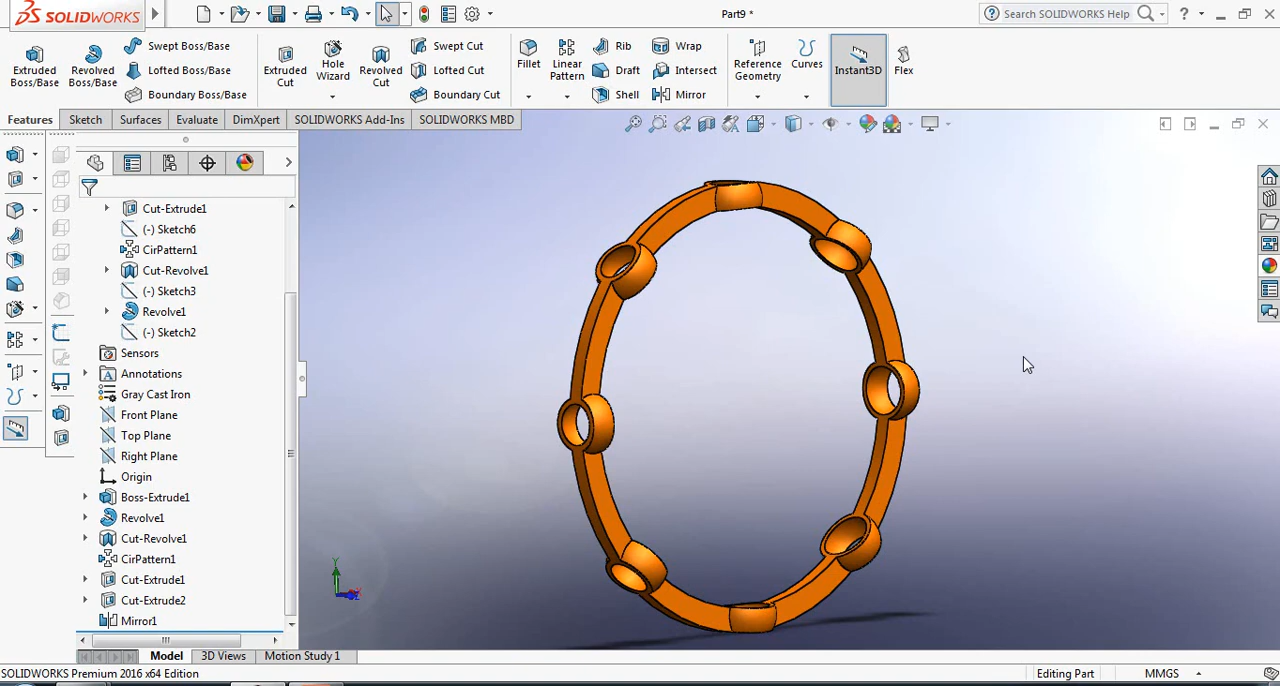 SOLIDWORKS
Part9 *
Search SOLIDWORKS Help
?
Extruded Boss/Base
Revolved Boss/Base
Swept Boss/Base
Lofted Boss/Base
Boundary Boss/Base
Extruded Cut
Hole Wizard
Revolved Cut
Swept Cut
Lofted Cut
Boundary Cut
Fillet
Linear Pattern
Rib
Draft
Shell
Wrap
Intersect
Mirror
Reference Geometry
Curves
Instant3D
Flex
Features
Sketch
Surfaces
Evaluate
DimXpert
SOLIDWORKS Add-Ins
SOLIDWORKS MBD
Cut-Extrude1
(-) Sketch6
CirPattern1
Cut-Revolve1
(-) Sketch3
Revolve1
(-) Sketch2
Sensors
Annotations
Gray Cast Iron
Front Plane
Top Plane
Right Plane
Origin
Boss-Extrude1
Revolve1
Cut-Revolve1
CirPattern1
Cut-Extrude1
Cut-Extrude2
Mirror1
Model
3D Views
Motion Study 1
SOLIDWORKS Premium 2016 x64 Edition
Editing Part
MMGS